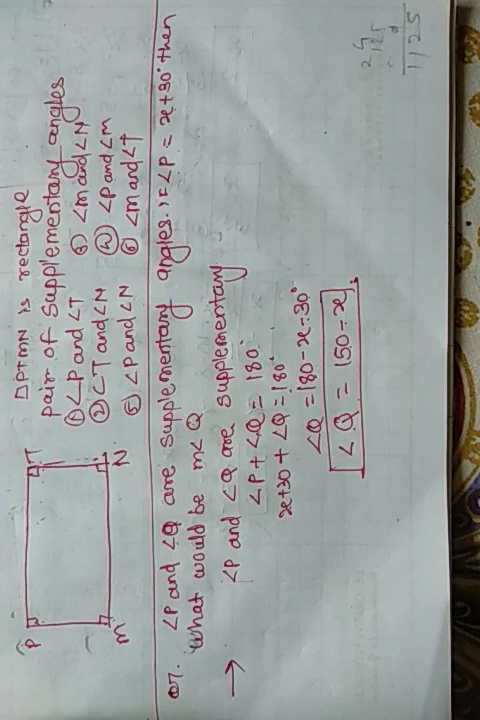 P T
M N
□PTMN is rectangle
pair of supplementary angles
① ∠P and ∠T ③ ∠M and ∠N
② ∠T and ∠N ④ ∠P and ∠M
⑤ ∠P and ∠N ⑥ ∠M and ∠T
Q7. ∠P and ∠Q are supplementary angles. ∠P = x+30° then
what would be m∠Q
→ ∠P and ∠Q are supplementary
∠P + ∠Q = 180°
x+30 + ∠Q = 180°
∠Q = 180 - x - 30°
∠Q = 150 - x
1125